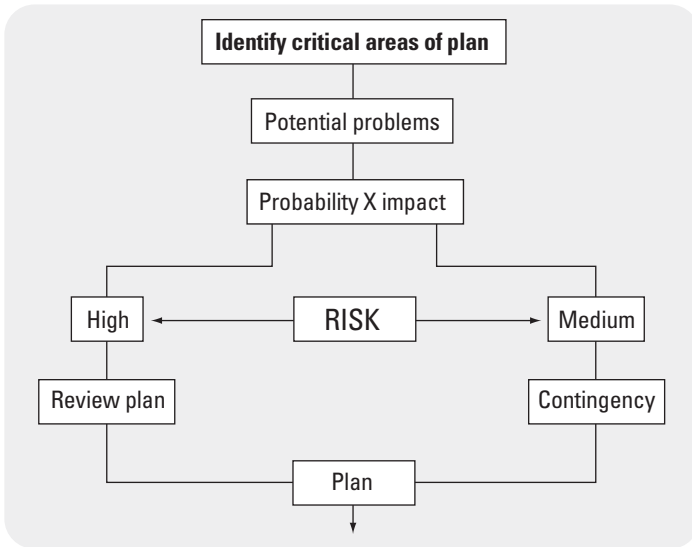 Identify critical areas of plan
Potential problems
Probability X impact
High
RISK
Medium
Review plan
Contingency
Plan